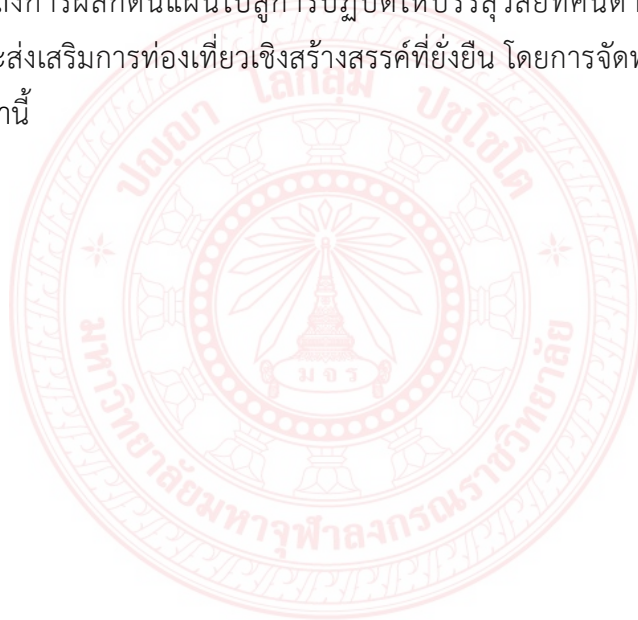 การผลักดันแผนไปสู่การปฏิบัติให้บรรลุวิสัยทัศน์
ส่งเสริมการท่องเที่ยวเชิงสร้างสรรค์ที่ยั่งยืน โดยการจัด
านี้
ปญฺญา โลกสฺมิ ปชฺโชโต
ม จ ร
มหาวิทยาลัยมหาจุฬาลงกรณราชวิทยาลัย